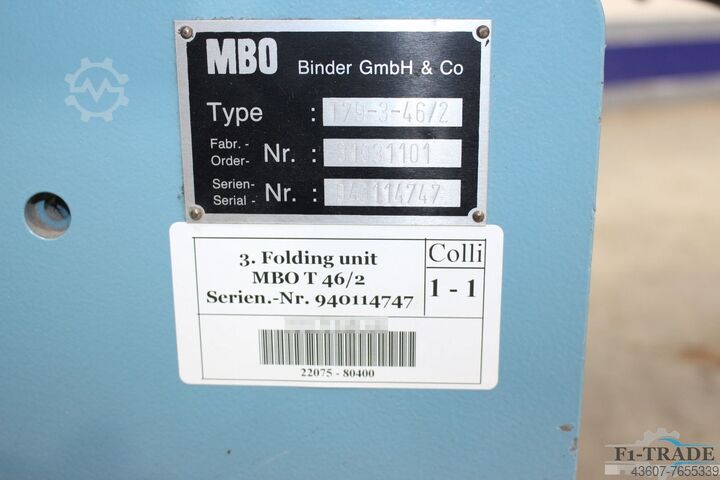 MBO Binder GmbH & Co
Type : T79-3-46/2
Fabr.-
Order- Nr. :
Serien-
Serial - Nr. : 940114747
3. Folding unit
MBO T 46/2
Serien.-Nr. 940114747
Colli
1 - 1
22075 - 80400
F1-TRADE
43607-7655339